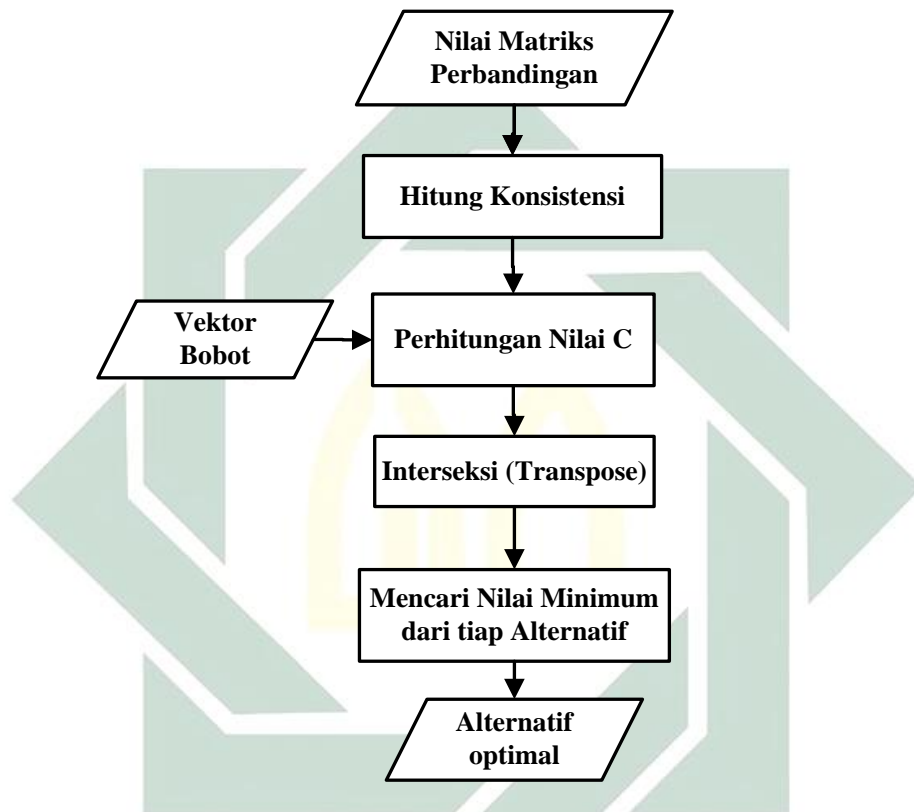 Nilai Matriks
Perbandingan
Hitung Konsistensi
Vektor
Bobot
Perhitungan Nilai C
Interseksi (Transpose)
Mencari Nilai Minimum
dari tiap Alternatif
Alternatif
optimal